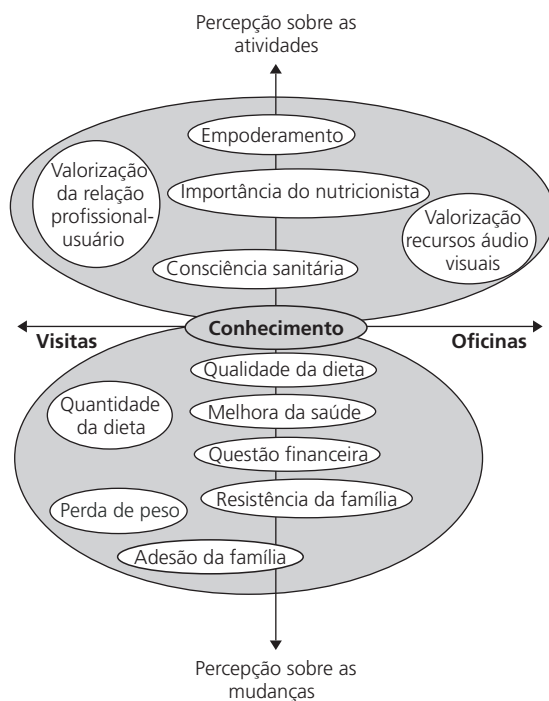 Percepção sobre as
atividades
Empoderamento
Valorização
da relação
profissional-
usuário
Importância do nutricionista
Valorização
recursos áudio
visuais
Consciência sanitária
Conhecimento
Visitas
Oficinas
Qualidade da dieta
Quantidade
da dieta
Melhora da saúde
Questão financeira
Resistência da família
Perda de peso
Adesão da família
Percepção sobre as
mudanças